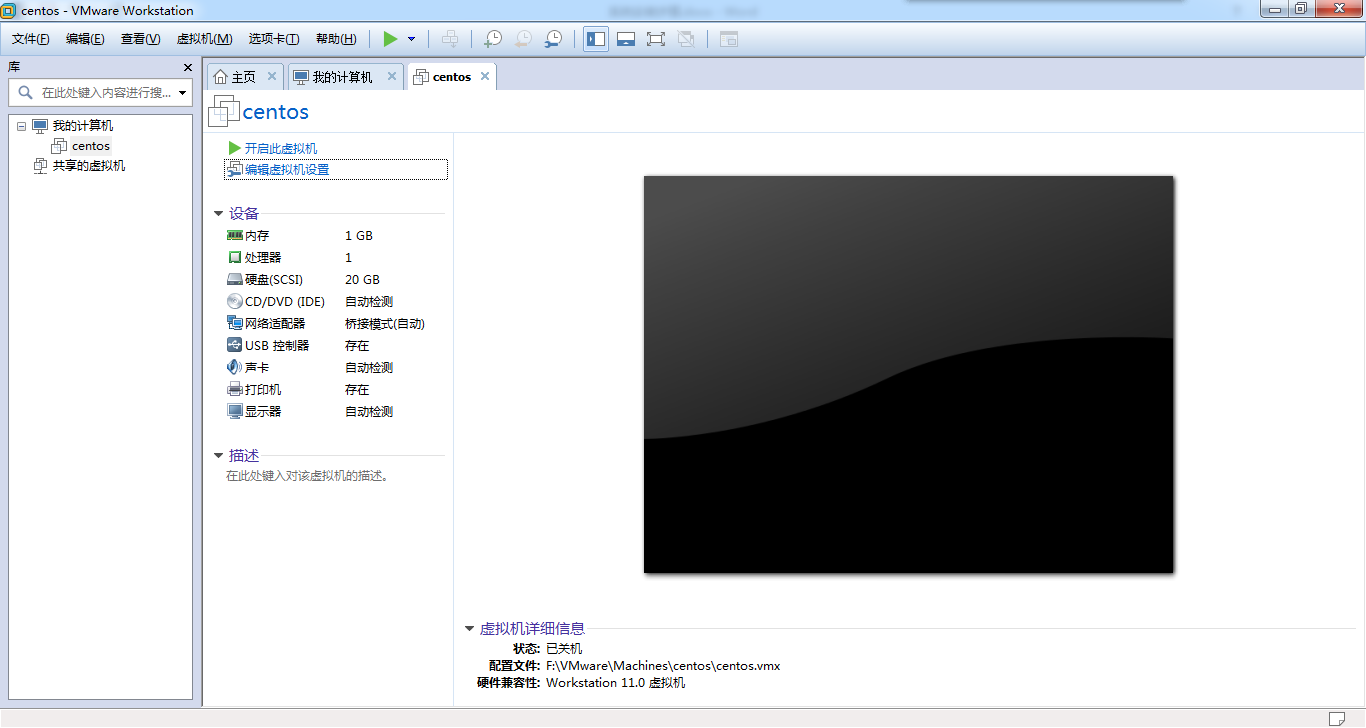 centos - VMware Workstation
文件(F) 编辑(E) 查看(V) 虚拟机(M) 选项卡(T) 帮助(H)
库
主页 我的计算机 centos
在此处键入内容进行搜...
centos
我的计算机
centos
共享的虚拟机
开启此虚拟机
编辑虚拟机设置
设备
内存 1 GB
处理器 1
硬盘(SCSI) 20 GB
CD/DVD (IDE) 自动检测
网络适配器 桥接模式(自动)
USB 控制器 存在
声卡 自动检测
打印机 存在
显示器 自动检测
描述
在此处键入对该虚拟机的描述。
虚拟机详细信息
状态: 已关机
配置文件: F:\VMware\Machines\centos\centos.vmx
硬件兼容性: Workstation 11.0 虚拟机